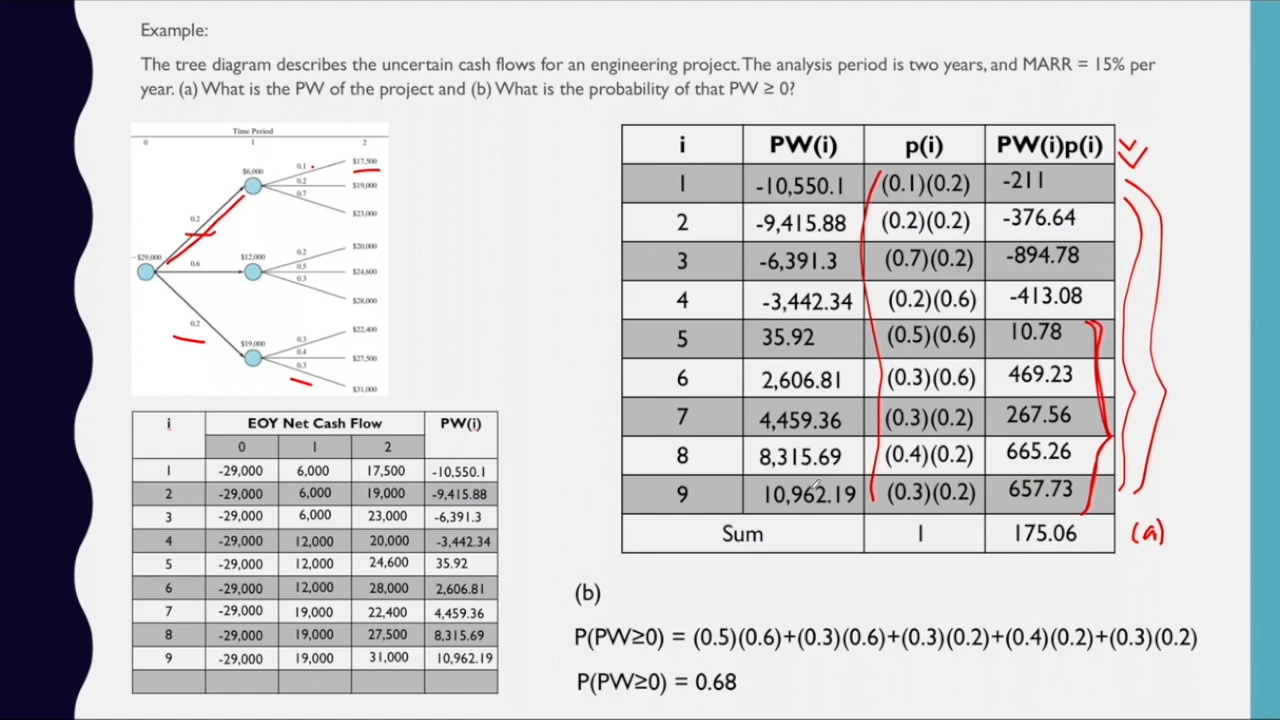 Example:
The tree diagram describes the uncertain cash flows for an engineering project. The analysis period is two years, and MARR = 15% per
year. (a) What is the PW of the project and (b) What is the probability of that PW ≥ 0?
Time Period
0 1 2
$17,500
0.1
$6,000
0.2
$19,000
0.7
$23,000
0.2
$20,000
-$29,000
0.2
$12,000
0.6
0.5
$24,600
0.3
$28,000
0.2
$22,400
0.3
$19,000
0.4
$27,500
0.3
$31,000
i EOY Net Cash Flow PW(i)
0 1 2
1 -29,000 6,000 17,500 -10,550.1
2 -29,000 6,000 19,000 -9,415.88
3 -29,000 6,000 23,000 -6,391.3
4 -29,000 12,000 20,000 -3,442.34
5 -29,000 12,000 24,600 35.92
6 -29,000 12,000 28,000 2,606.81
7 -29,000 19,000 22,400 4,459.36
8 -29,000 19,000 27,500 8,315.69
9 -29,000 19,000 31,000 10,962.19
i PW(i) p(i) PW(i)p(i)
1 -10,550.1 (0.1)(0.2) -211
2 -9,415.88 (0.2)(0.2) -376.64
3 -6,391.3 (0.7)(0.2) -894.78
4 -3,442.34 (0.2)(0.6) -413.08
5 35.92 (0.5)(0.6) 10.78
6 2,606.81 (0.3)(0.6) 469.23
7 4,459.36 (0.3)(0.2) 267.56
8 8,315.69 (0.4)(0.2) 665.26
9 10,962.19 (0.3)(0.2) 657.73
Sum 1 175.06 (a)
(b)
P(PW≥0) = (0.5)(0.6)+(0.3)(0.6)+(0.3)(0.2)+(0.4)(0.2)+(0.3)(0.2)
P(PW≥0) = 0.68